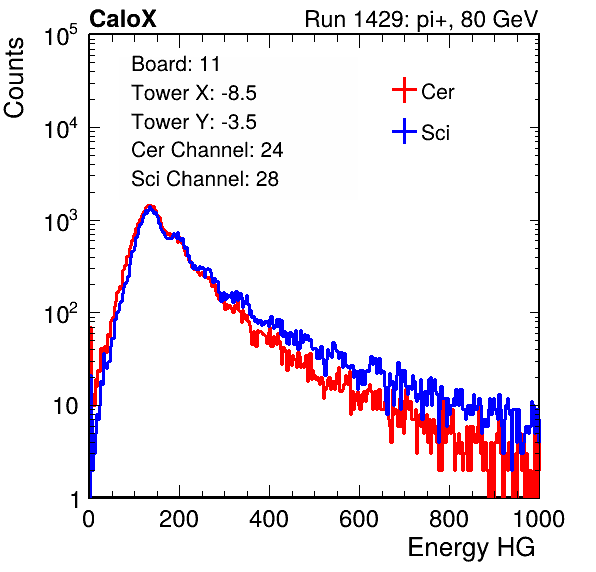 CaloX Run 1429: pi+, 80 GeV
Board: 11
Tower X: -8.5
Tower Y: -3.5
Cer Channel: 24
Sci Channel: 28
Cer
Sci
Counts
10^5
10^4
10^3
10^2
10
1
0 200 400 600 800 1000
Energy HG